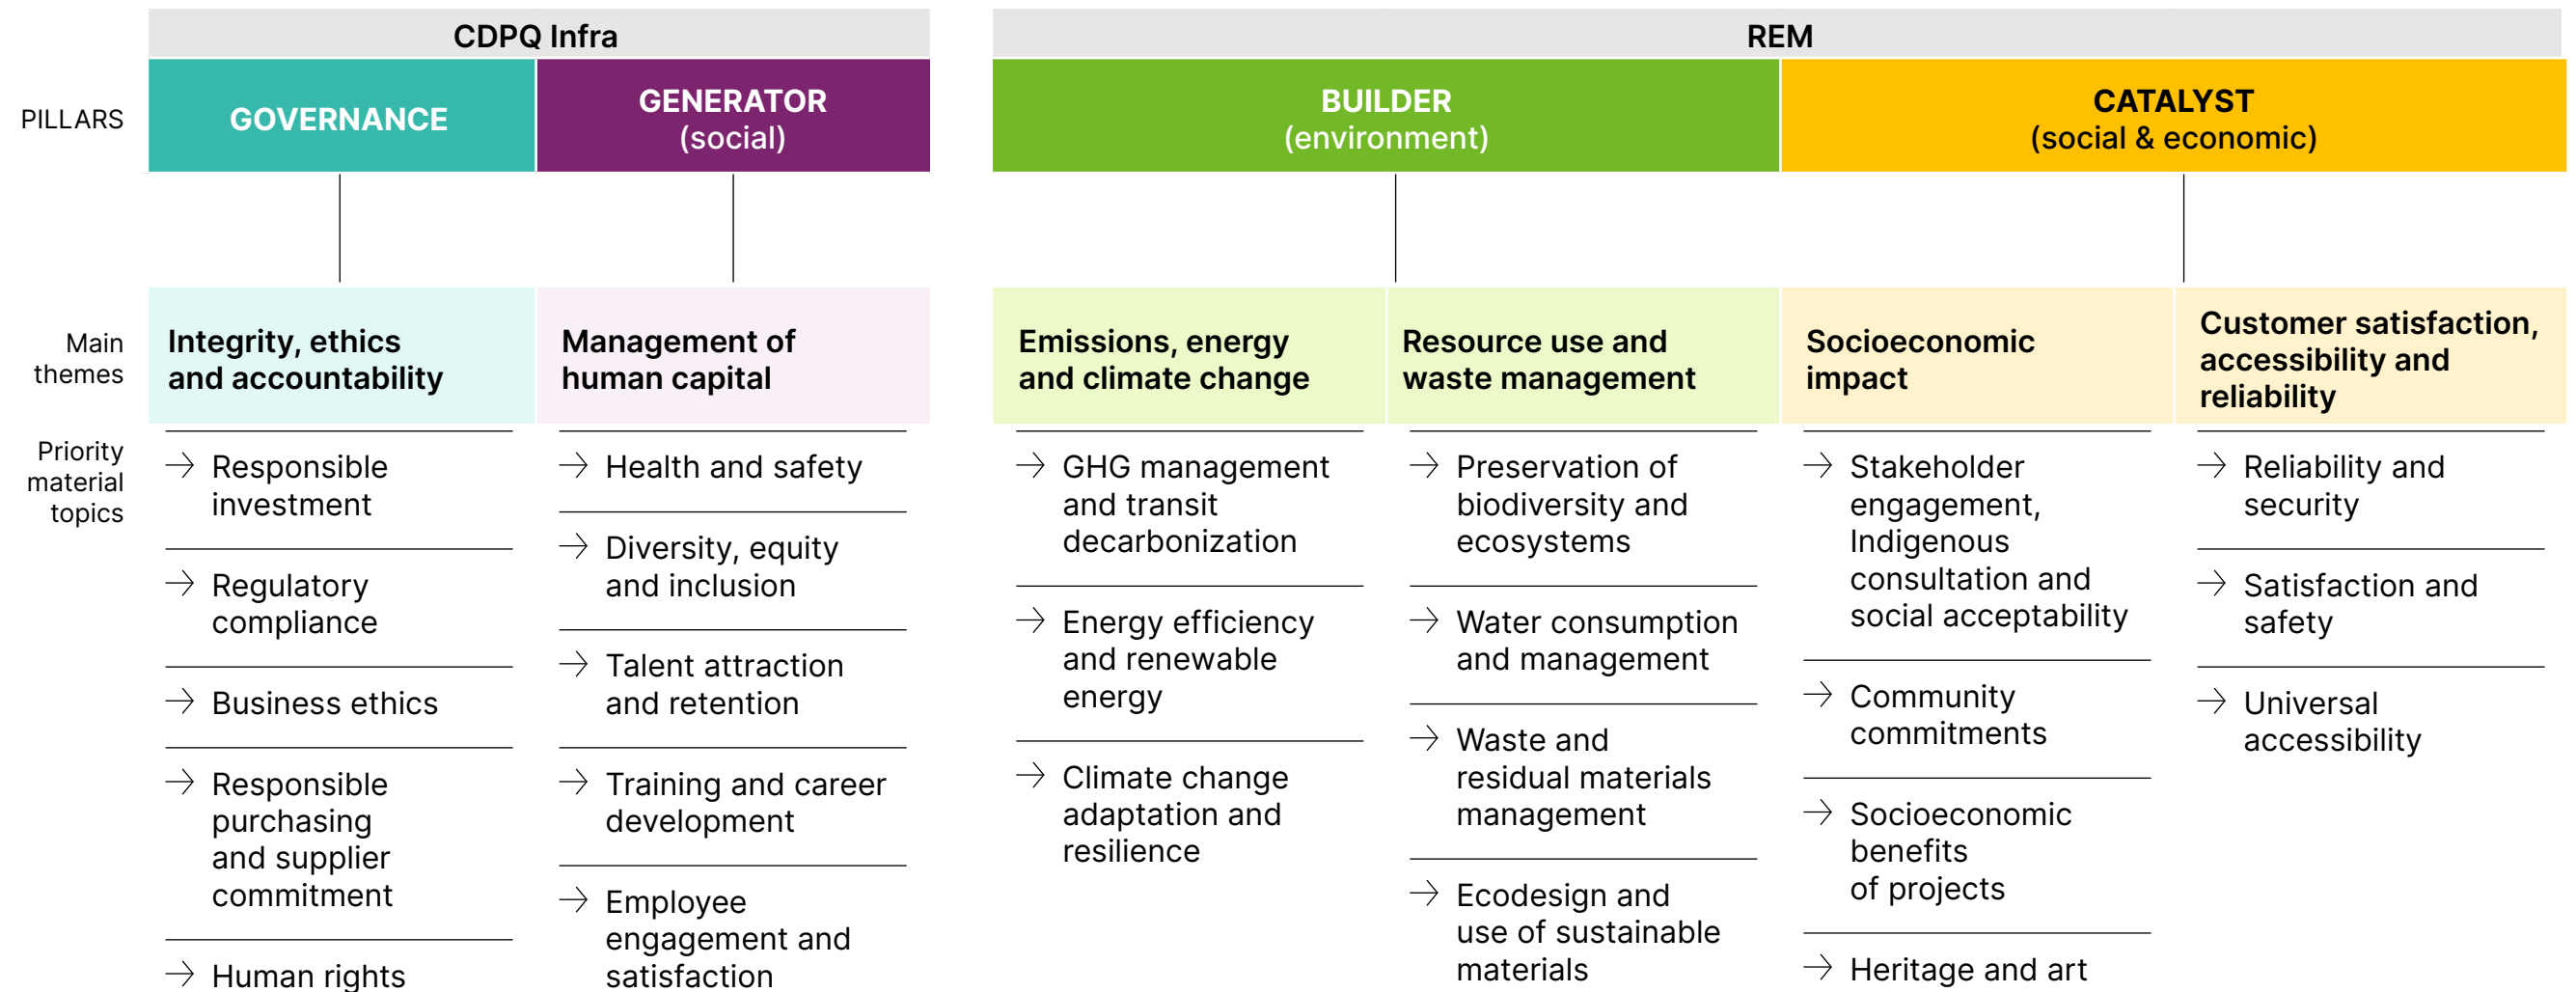 CDPQ Infra
REM
PILLARS
GOVERNANCE
GENERATOR
(social)
BUILDER
(environment)
CATALYST
(social & economic)
Main
themes
Integrity, ethics
and accountability
Management of
human capital
Emissions, energy
and climate change
Resource use and
waste management
Socioeconomic
impact
Customer satisfaction,
accessibility and
reliability
Priority
material
topics
→ Responsible
investment
→ Regulatory
compliance
→ Business ethics
→ Responsible
purchasing
and supplier
commitment
→ Human rights
→ Health and safety
→ Diversity, equity
and inclusion
→ Talent attraction
and retention
→ Training and career
development
→ Employee
engagement and
satisfaction
→ GHG management
and transit
decarbonization
→ Energy efficiency
and renewable
energy
→ Climate change
adaptation and
resilience
→ Preservation of
biodiversity and
ecosystems
→ Water consumption
and management
→ Waste and
residual materials
management
→ Ecodesign and
use of sustainable
materials
→ Stakeholder
engagement,
Indigenous
consultation and
social acceptability
→ Community
commitments
→ Socioeconomic
benefits
of projects
→ Heritage and art
→ Reliability and
security
→ Satisfaction and
safety
→ Universal
accessibility